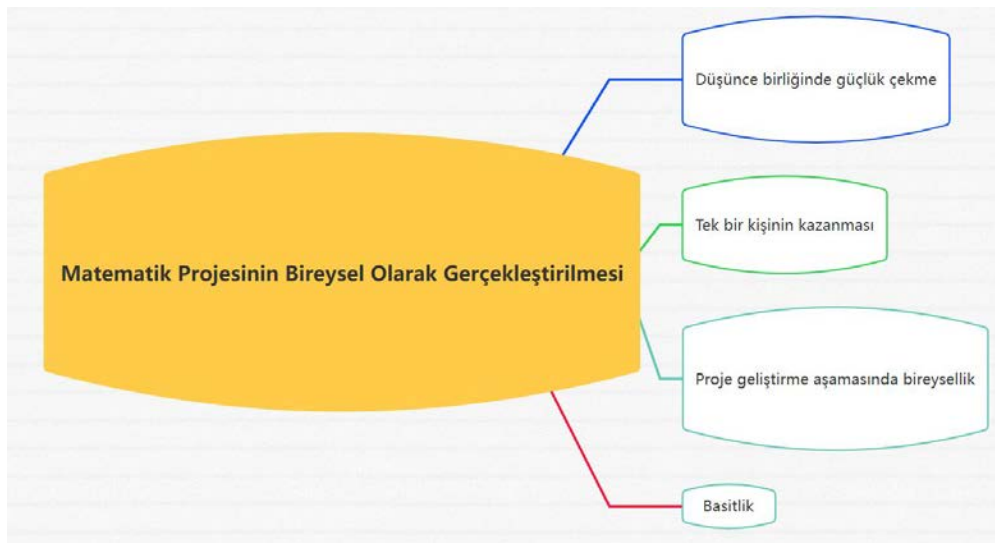 Düşünce birliğinde güçlük çekme
Tek bir kişinin kazanması
Matematik Projesinin Bireysel Olarak Gerçekleştirilmesi
Proje geliştirme aşamasında bireysellik
Basitlik